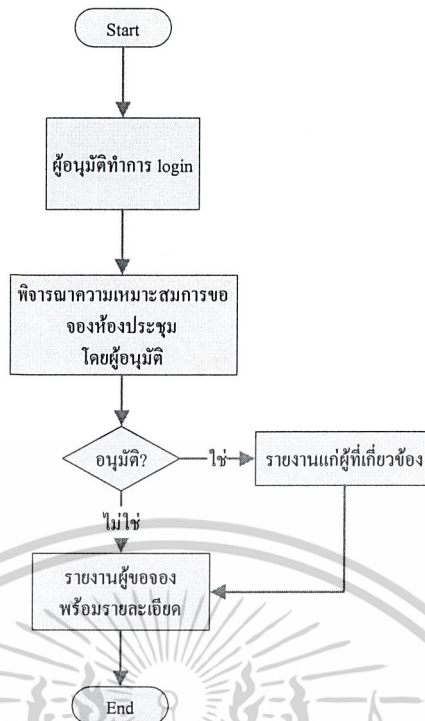 Start
ผู้อนุมัติทำการ login
พิจารณาความเหมาะสมการขอ
จองห้องประชุม
โดยผู้อนุมัติ
อนุมัติ?
ใช่
รายงานแก่ผู้ที่เกี่ยวข้อง
ไม่ใช่
รายงานผู้ขอจอง
พร้อมรายละเอียด
End